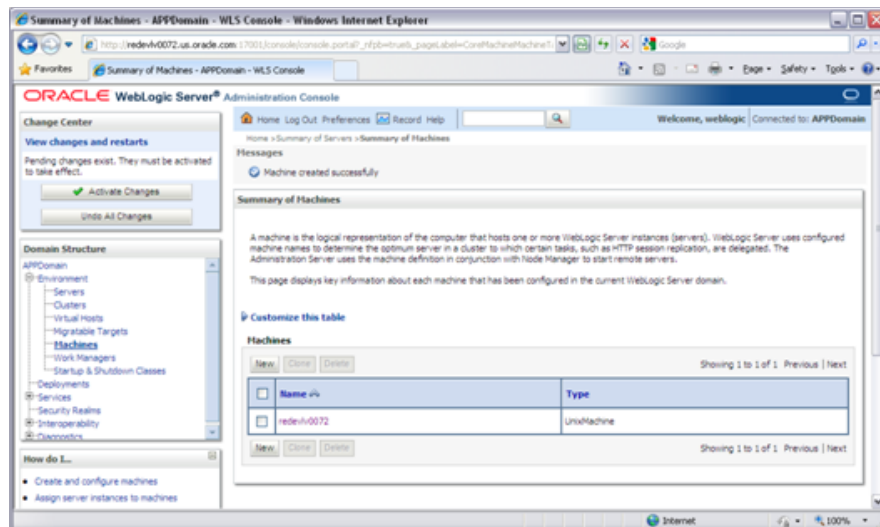 Summary of Machines - APPDomain - WLS Console - Windows Internet Explorer
http://redevlv0072.us.oracle.com:17001/console/console.portal?_nfpb=true&_pageLabel=CoreMachineMachineT
Google
Favorites
Summary of Machines - APPDomain - WLS Console
Page
Safety
Tools
ORACLE WebLogic Server® Administration Console
Change Center
View changes and restarts
Pending changes exist. They must be activated
to take effect.
Activate Changes
Undo All Changes
Domain Structure
APPDomain
Environment
Servers
Clusters
Virtual Hosts
Migratable Targets
Machines
Work Managers
Startup & Shutdown Classes
Deployments
Services
Security Realms
Interoperability
Diagnostics
How do I...
Create and configure machines
Assign server instances to machines
Home Log Out Preferences Record Help
Welcome, weblogic Connected to: APPDomain
Home >Summary of Servers >Summary of Machines
Messages
Machine created successfully
Summary of Machines
A machine is the logical representation of the computer that hosts one or more WebLogic Server instances (servers). WebLogic Server uses configured
machine names to determine the optimum server in a cluster to which certain tasks, such as HTTP session replication, are delegated. The
Administration Server uses the machine definition in conjunction with Node Manager to start remote servers.
This page displays key information about each machine that has been configured in the current WebLogic Server domain.
Customize this table
Machines
New Clone Delete
Showing 1 to 1 of 1 Previous | Next
Name Type
redevlv0072 UnixMachine
New Clone Delete
Showing 1 to 1 of 1 Previous | Next
Internet
100%